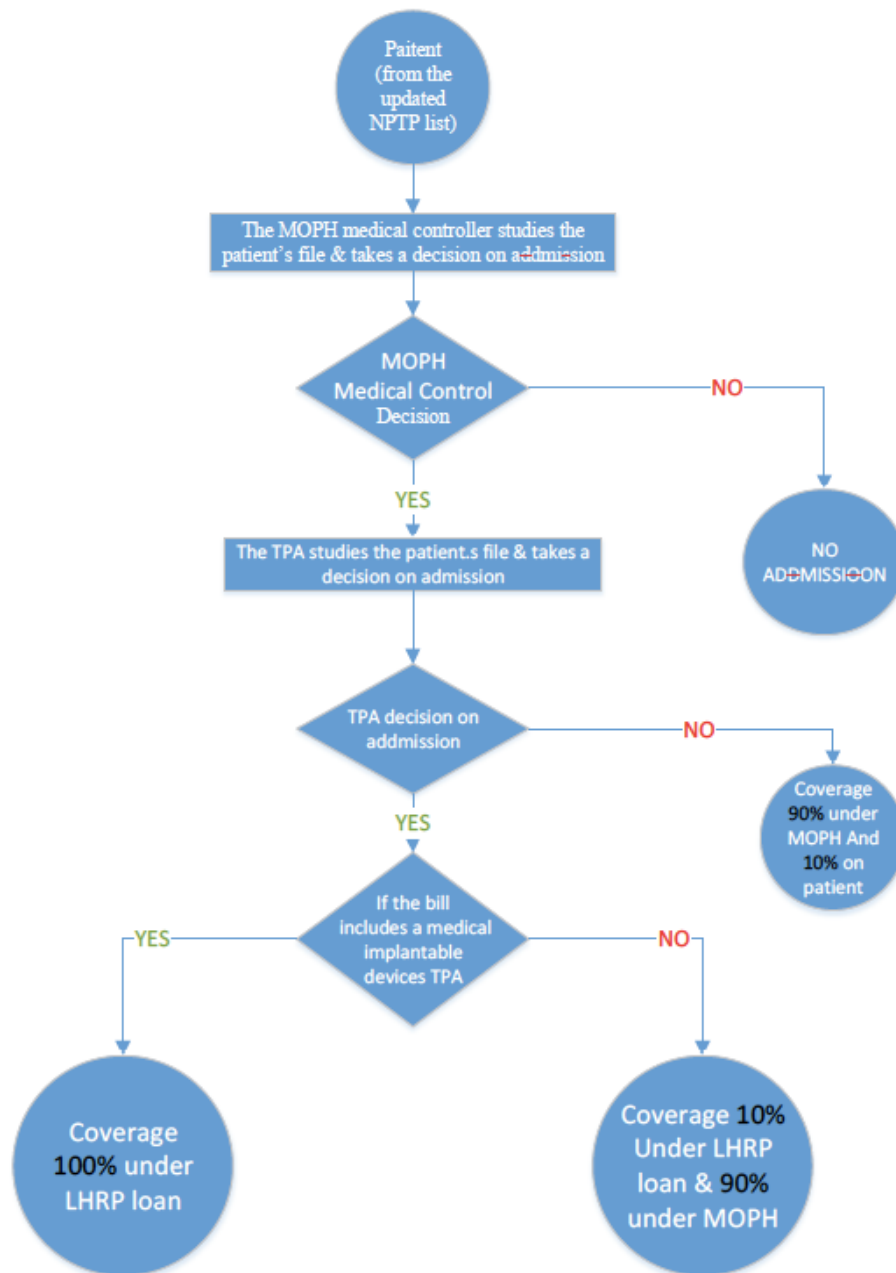 Paitent
(from the
updated
NPTP list)
The MOPH medical controller studies the
patient’s file & takes a decision on addmission
MOPH
Medical Control
Decision
NO
YES
The TPA studies the patient.s file & takes a
decision on admission
NO
ADDMISSIOON
TPA decision on
addmission
NO
Coverage
90% under
MOPH And
10% on
patient
YES
If the bill
includes a medical
implantable
devices TPA
YES
NO
Coverage
100% under
LHRP loan
Coverage 10%
Under LHRP
loan & 90%
under MOPH